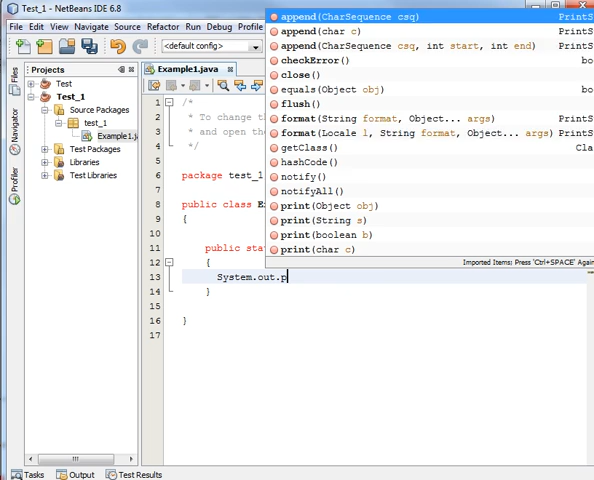 Test_1 - NetBeans IDE 6.8
File Edit View Navigate Source Refactor Run Debug Profile
<default config>
Projects
Files
Navigator
Profiler
Test
Test_1
Source Packages
test_1
Example1.j
Test Packages
Libraries
Test Libraries
Example1.java
1 /*
2 * To change th
3 * and open the
4 */
5
6 package test_1
7
8 public class E
9 {
10
11 public sta
12 {
13 System.out.p
14 }
15
16 }
17
append(CharSequence csq) PrintS
append(char c) PrintS
append(CharSequence csq, int start, int end) PrintS
checkError() bo
close()
equals(Object obj) bo
flush()
format(String format, Object... args) PrintS
format(Locale l, String format, Object... args) PrintS
getClass() Cla
hashCode()
notify()
notifyAll()
print(Object obj)
print(String s)
print(boolean b)
print(char c)
Imported Items; Press 'Ctrl+SPACE' Again
Tasks Output Test Results